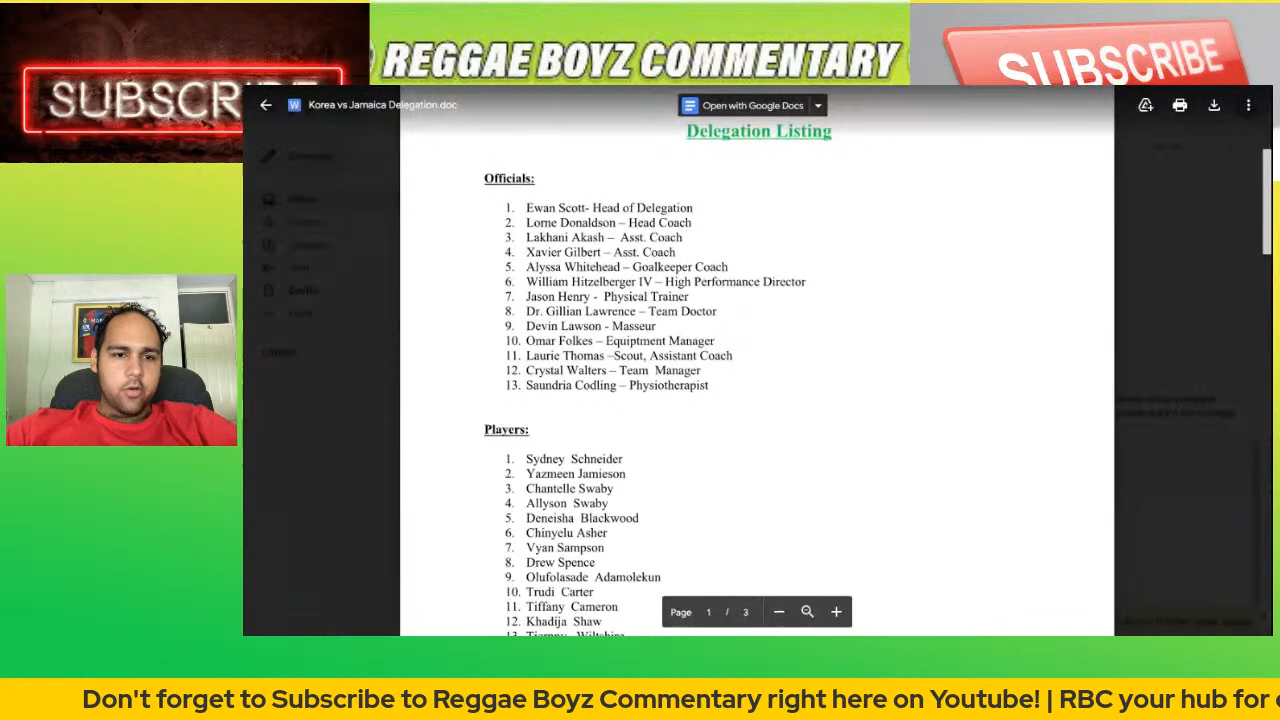 SUBSCRIBE
REGGAE BOYZ COMMENTARY
SUBSCRIBE
Korea vs Jamaica Delegation.doc
Open with Google Docs
Delegation Listing
Officials:
1. Ewan Scott- Head of Delegation
2. Lorne Donaldson – Head Coach
3. Lakhani Akash – Asst. Coach
4. Xavier Gilbert – Asst. Coach
5. Alyssa Whitehead – Goalkeeper Coach
6. William Hitzelberger IV – High Performance Director
7. Jason Henry - Physical Trainer
8. Dr. Gillian Lawrence – Team Doctor
9. Devin Lawson - Masseur
10. Omar Folkes – Equiptment Manager
11. Laurie Thomas –Scout, Assistant Coach
12. Crystal Walters – Team Manager
13. Saundria Codling – Physiotherapist
Players:
1. Sydney Schneider
2. Yazmeen Jamieson
3. Chantelle Swaby
4. Allyson Swaby
5. Deneisha Blackwood
6. Chinyelu Asher
7. Vyan Sampson
8. Drew Spence
9. Olufolasade Adamolekun
10. Trudi Carter
11. Tiffany Cameron
12. Khadija Shaw
13. Tiernny Wiltshire
Page 1 / 3
Don't forget to Subscribe to Reggae Boyz Commentary right here on Youtube! | RBC your hub for